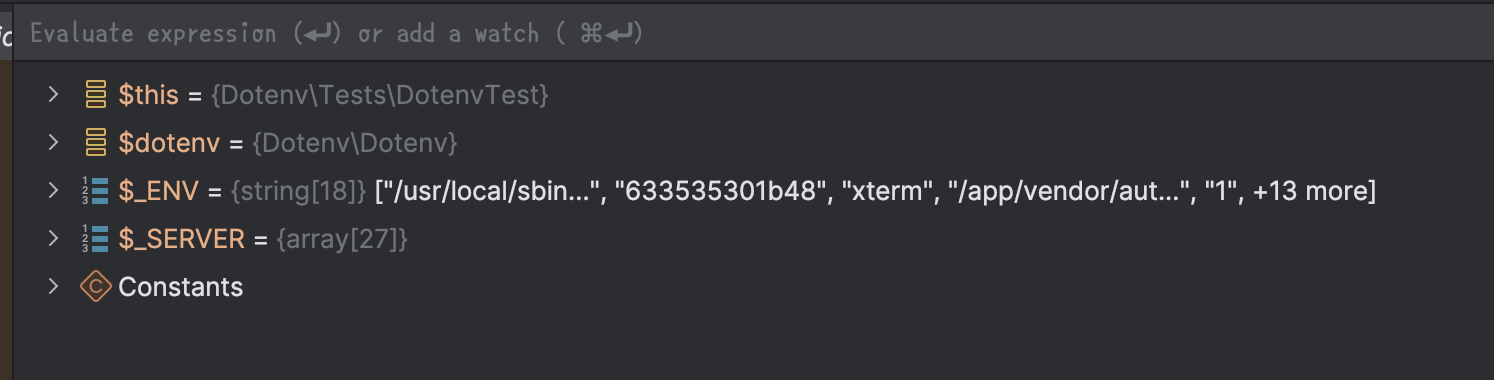 Evaluate expression (↵) or add a watch ( ⌘↵)
$this = {Dotenv\Tests\DotenvTest}
$dotenv = {Dotenv\Dotenv}
$_ENV = {string[18]} ["/usr/local/sbin...", "633535301b48", "xterm", "/app/vendor/aut...", "1", +13 more]
$_SERVER = {array[27]}
Constants